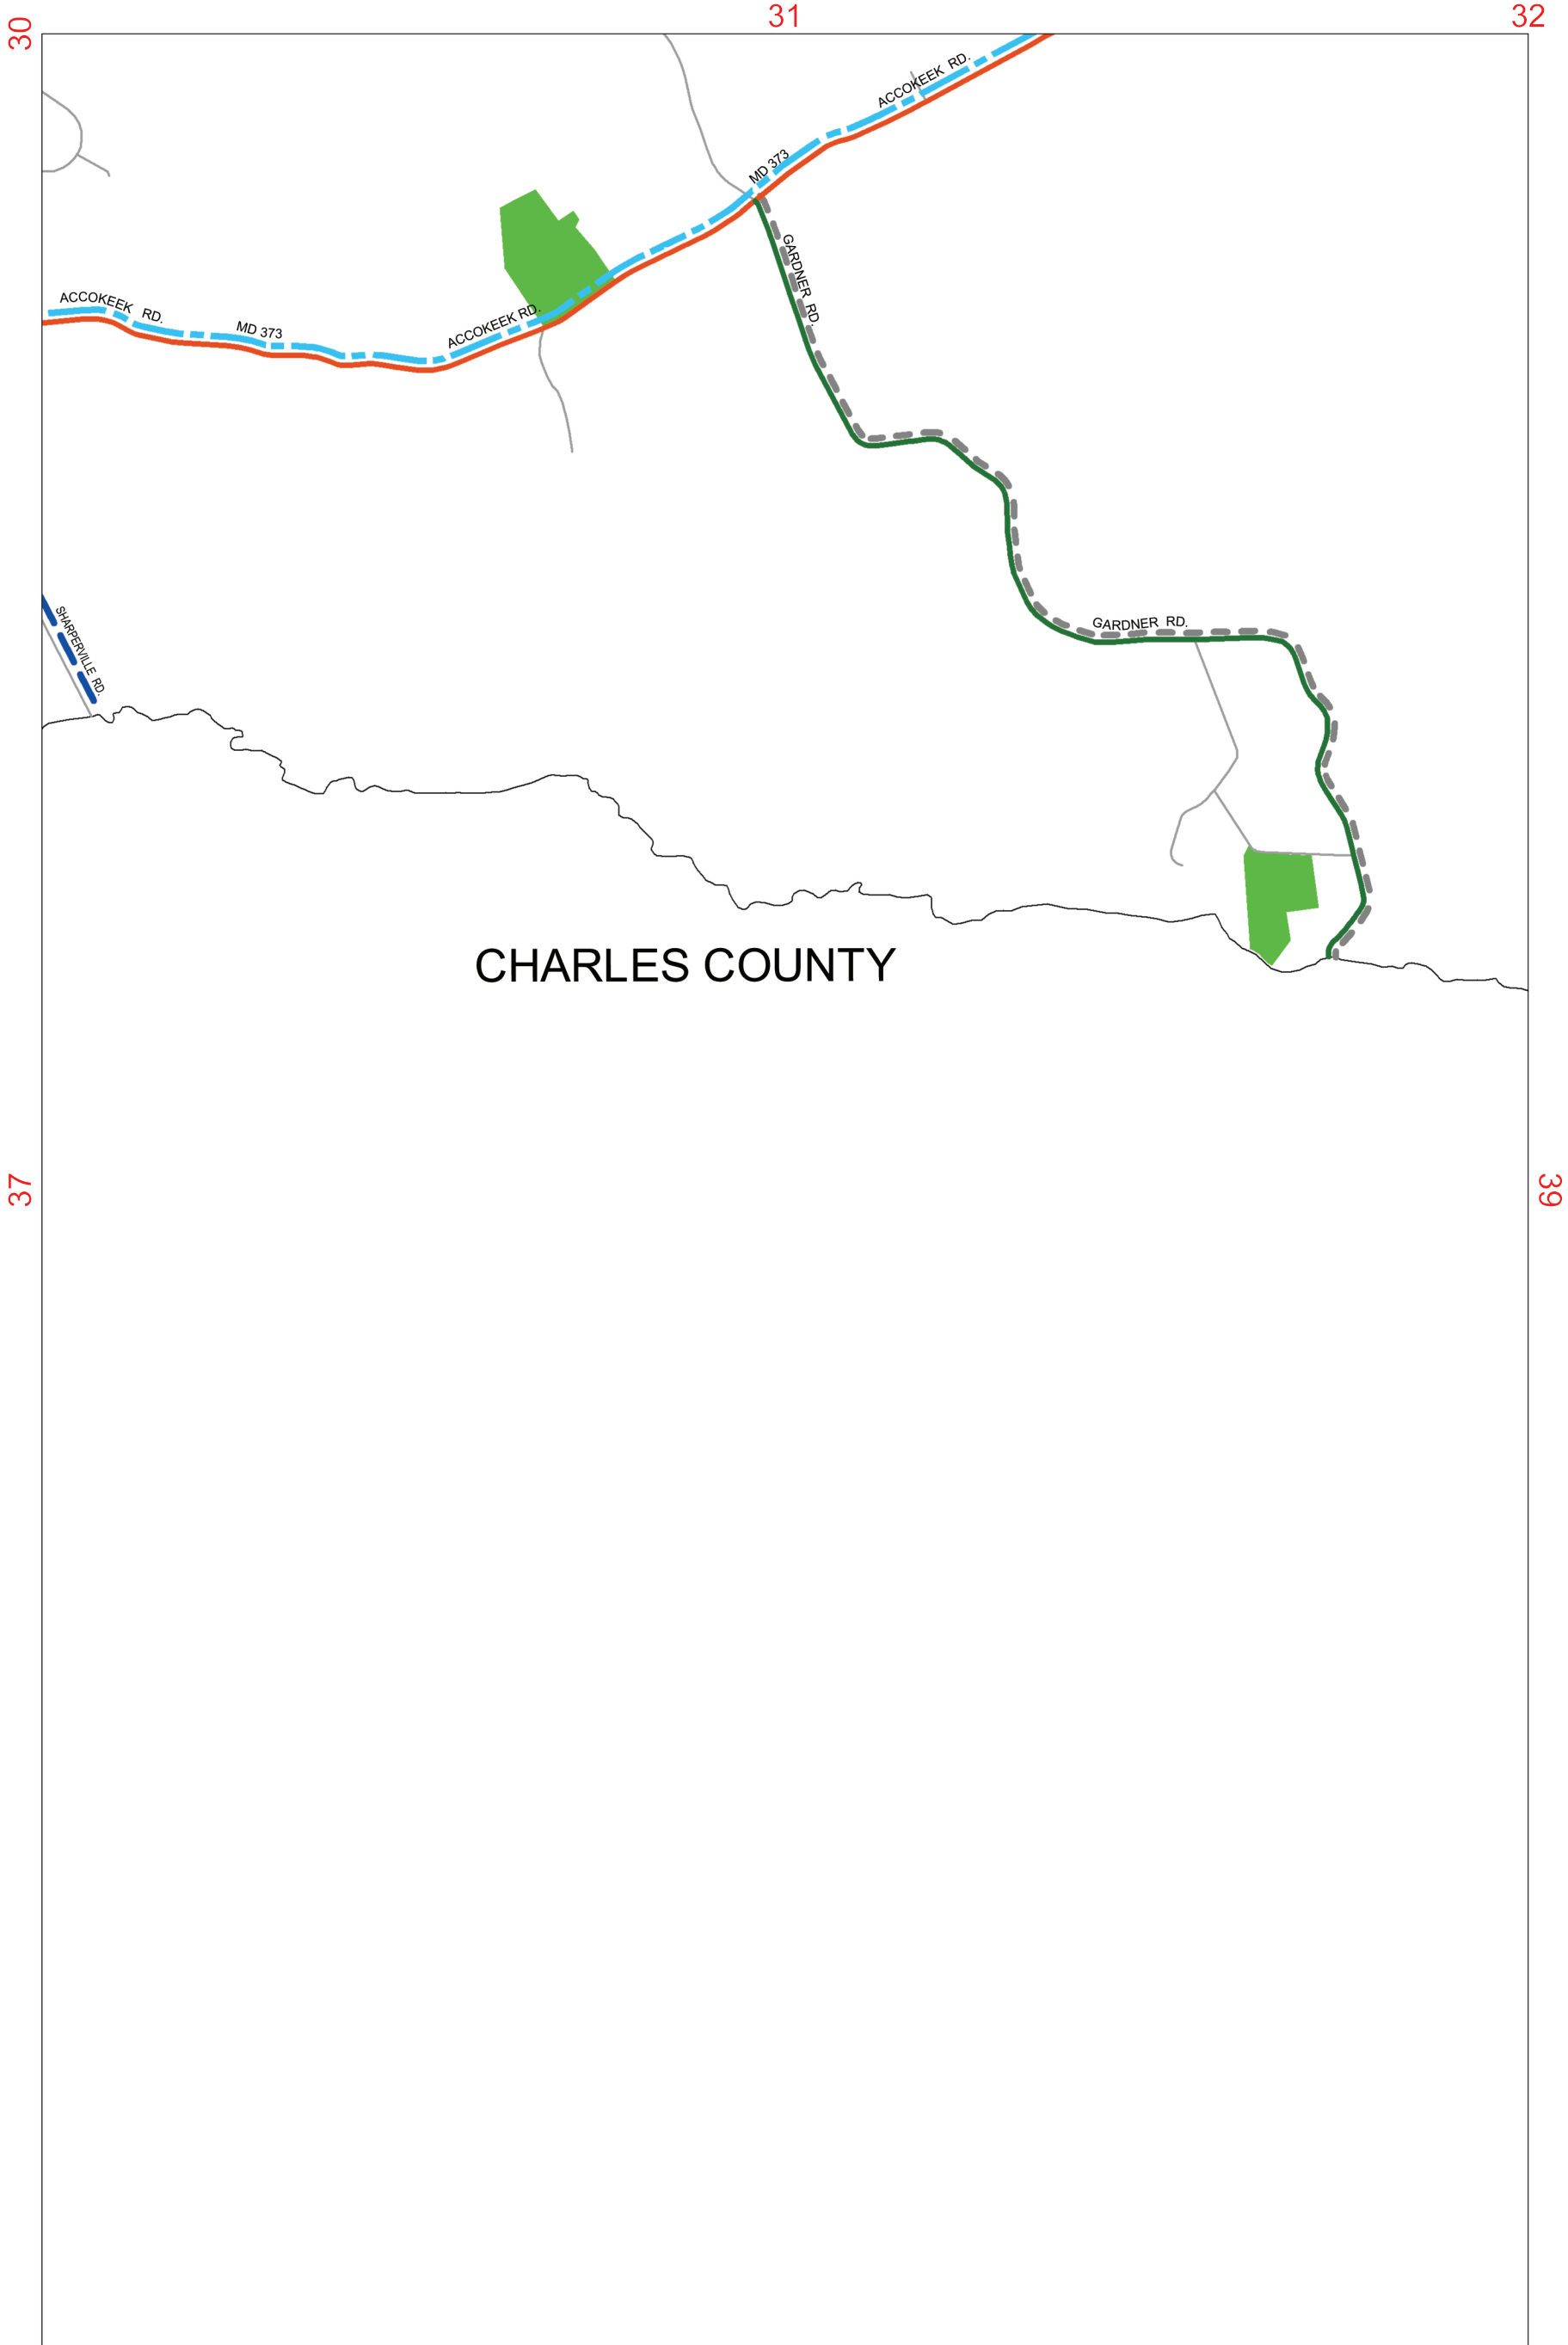 30
31
32
ACCOKEEK RD.
MD 373
GARDNER RD.
ACCOKEEK RD.
MD 373
ACCOKEEK RD.
SHARPERVILLE RD.
GARDNER RD.
CHARLES COUNTY
37
39